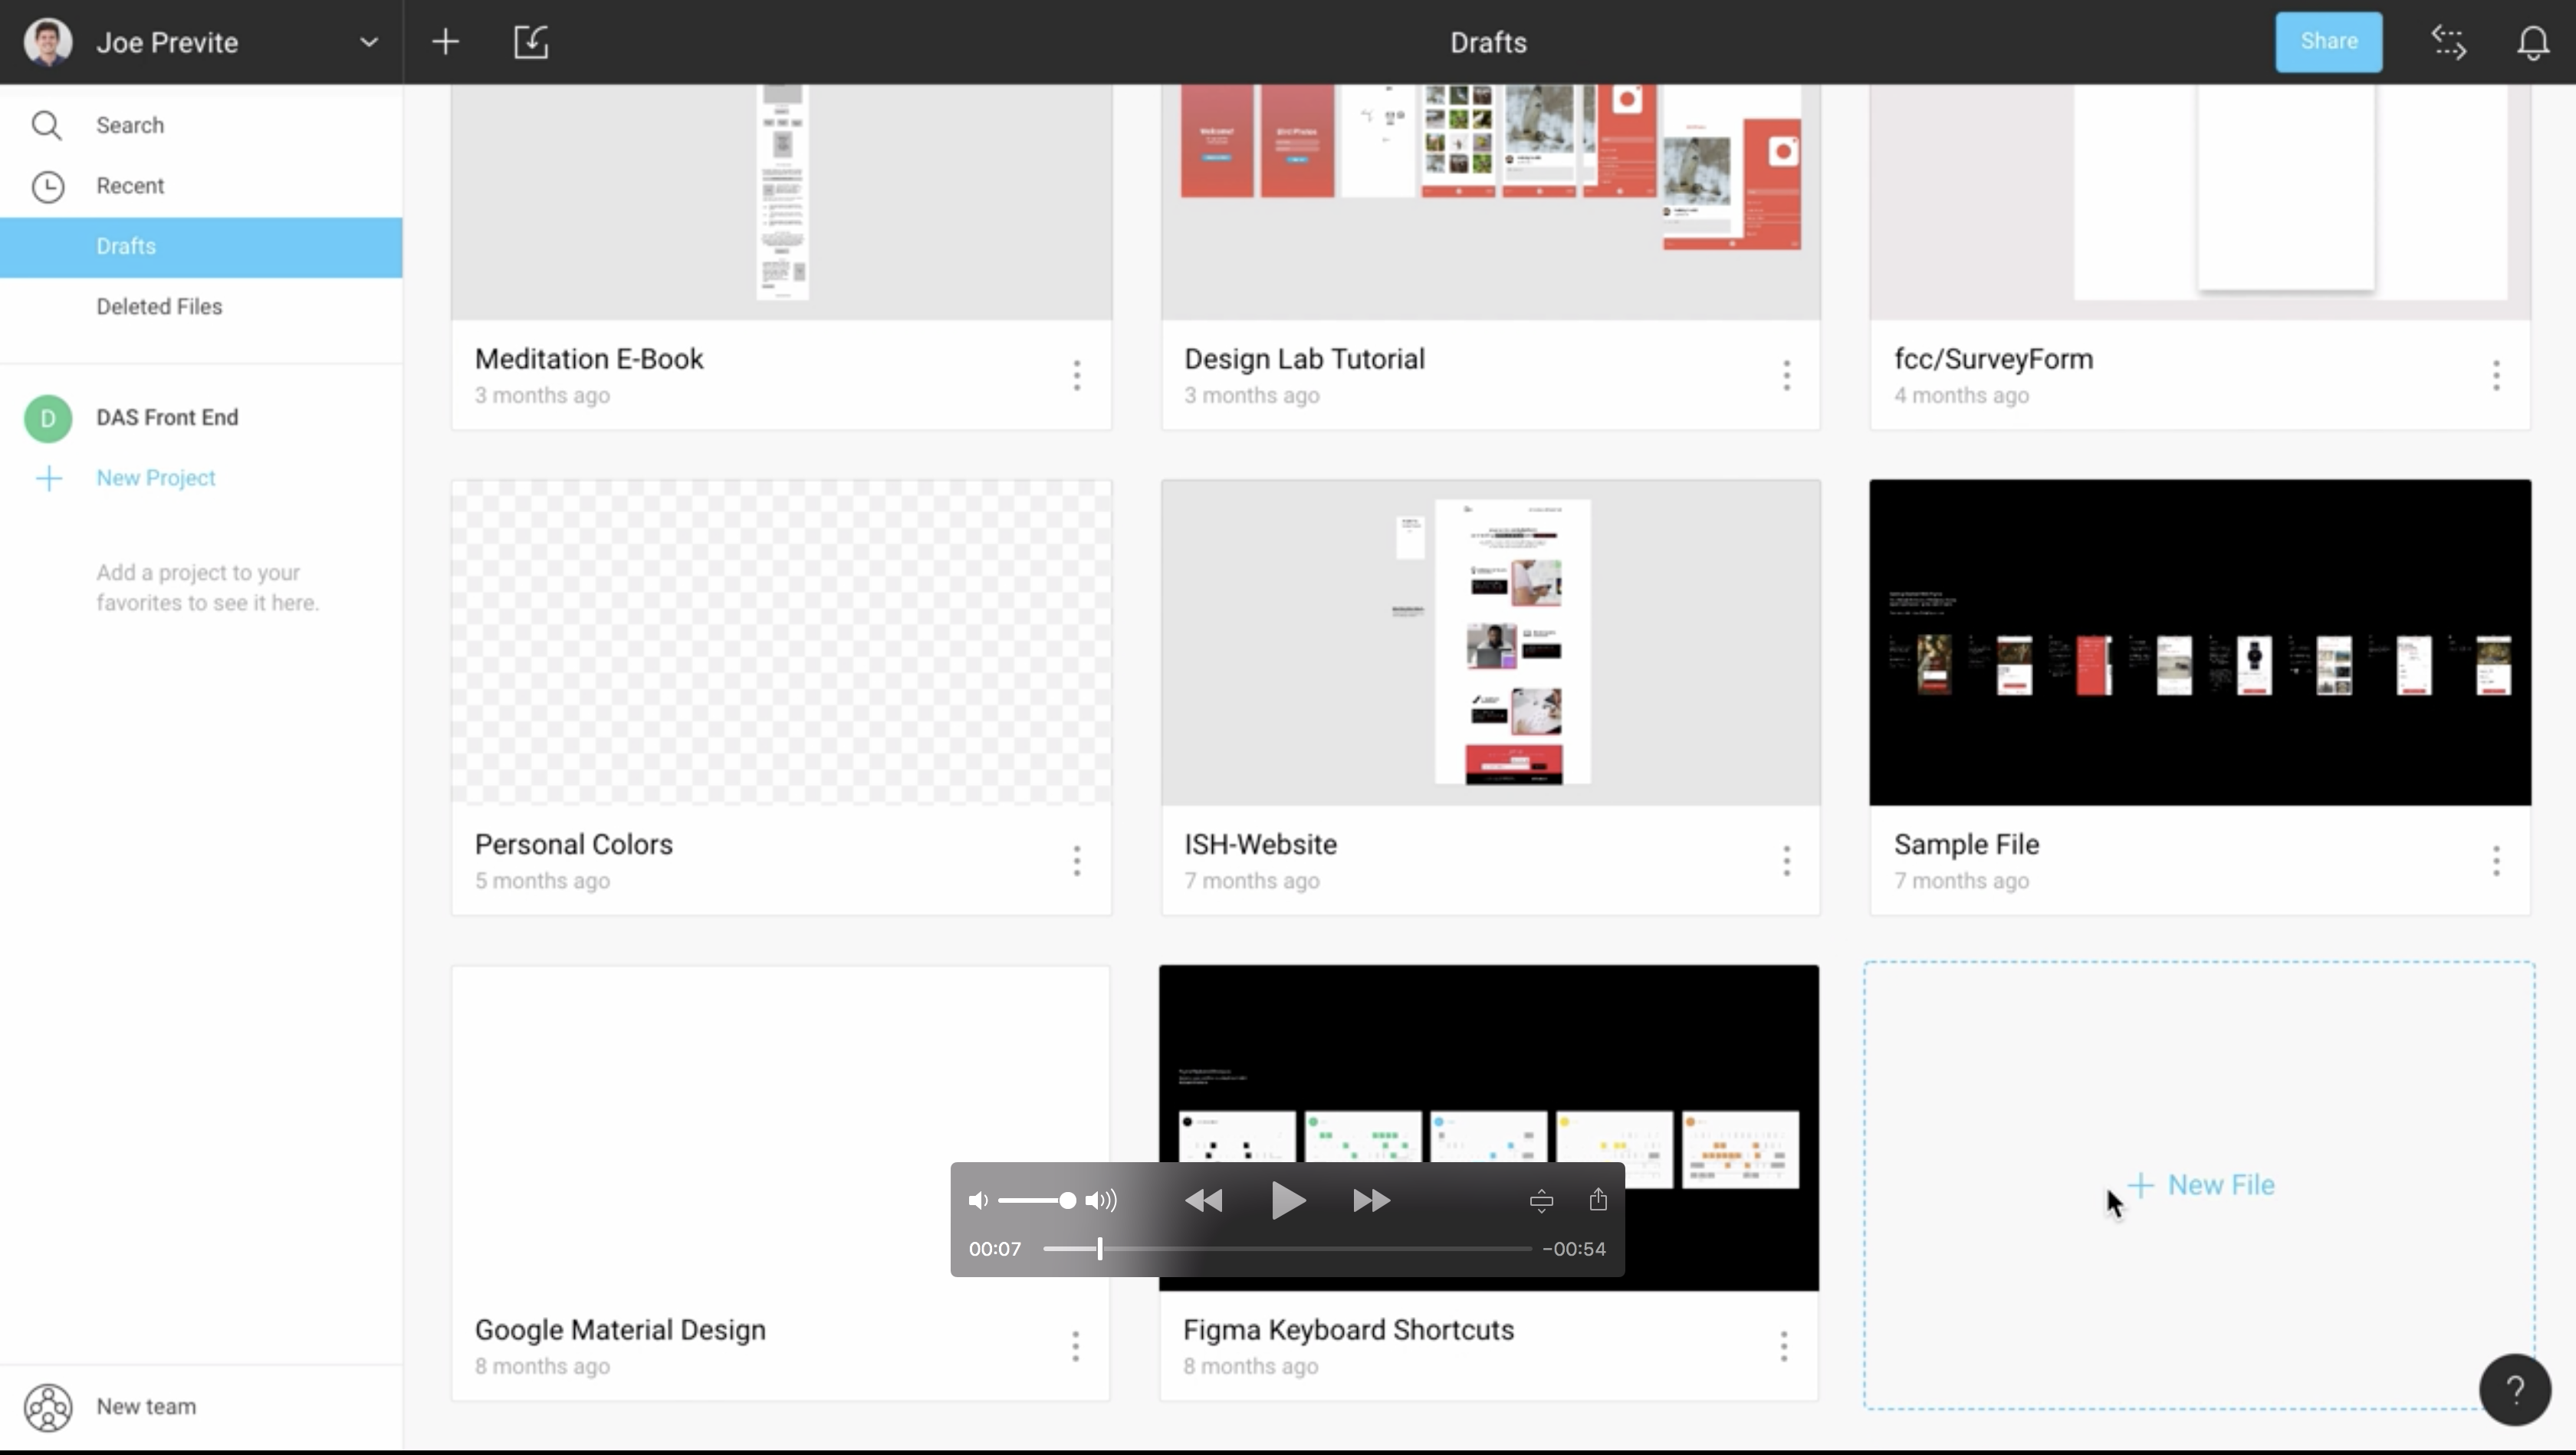 Joe Previte
Drafts
Share
Search
Recent
Drafts
Deleted Files
D
DAS Front End
New Project
Add a project to your
favorites to see it here.
New team
Welcome!
Meditation E-Book
3 months ago
Design Lab Tutorial
3 months ago
fcc/SurveyForm
4 months ago
Personal Colors
5 months ago
ISH-Website
7 months ago
Sample File
7 months ago
Google Material Design
8 months ago
Figma Keyboard Shortcuts
8 months ago
New File
00:07
-00:54
?